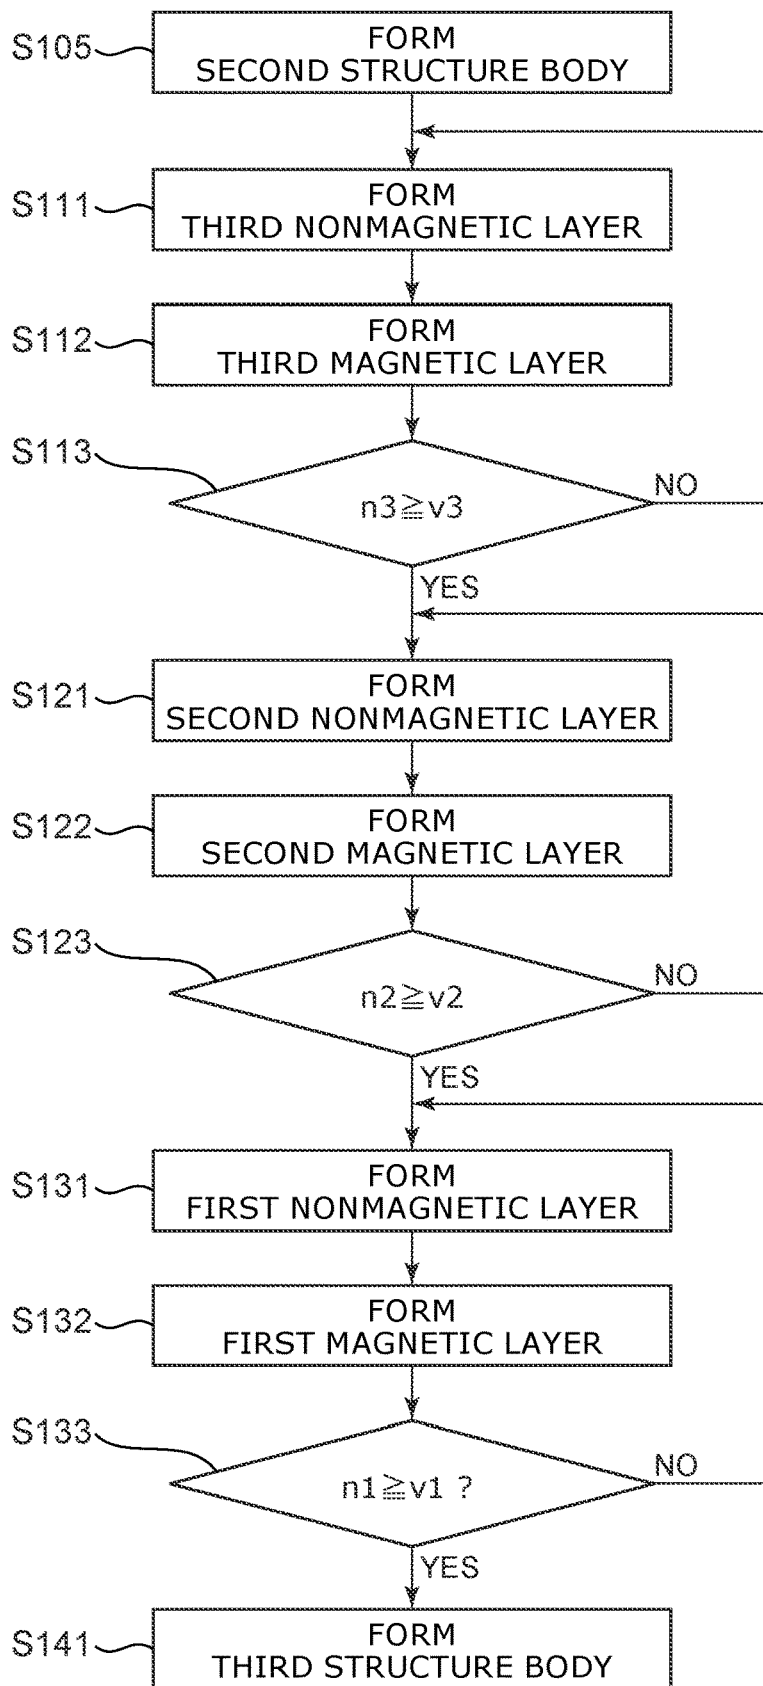 S105
FORM
SECOND STRUCTURE BODY
S111
FORM
THIRD NONMAGNETIC LAYER
S112
FORM
THIRD MAGNETIC LAYER
S113
n3≧v3
NO
YES
S121
FORM
SECOND NONMAGNETIC LAYER
S122
FORM
SECOND MAGNETIC LAYER
S123
n2≧v2
NO
YES
S131
FORM
FIRST NONMAGNETIC LAYER
S132
FORM
FIRST MAGNETIC LAYER
S133
n1≧v1 ?
NO
YES
S141
FORM
THIRD STRUCTURE BODY